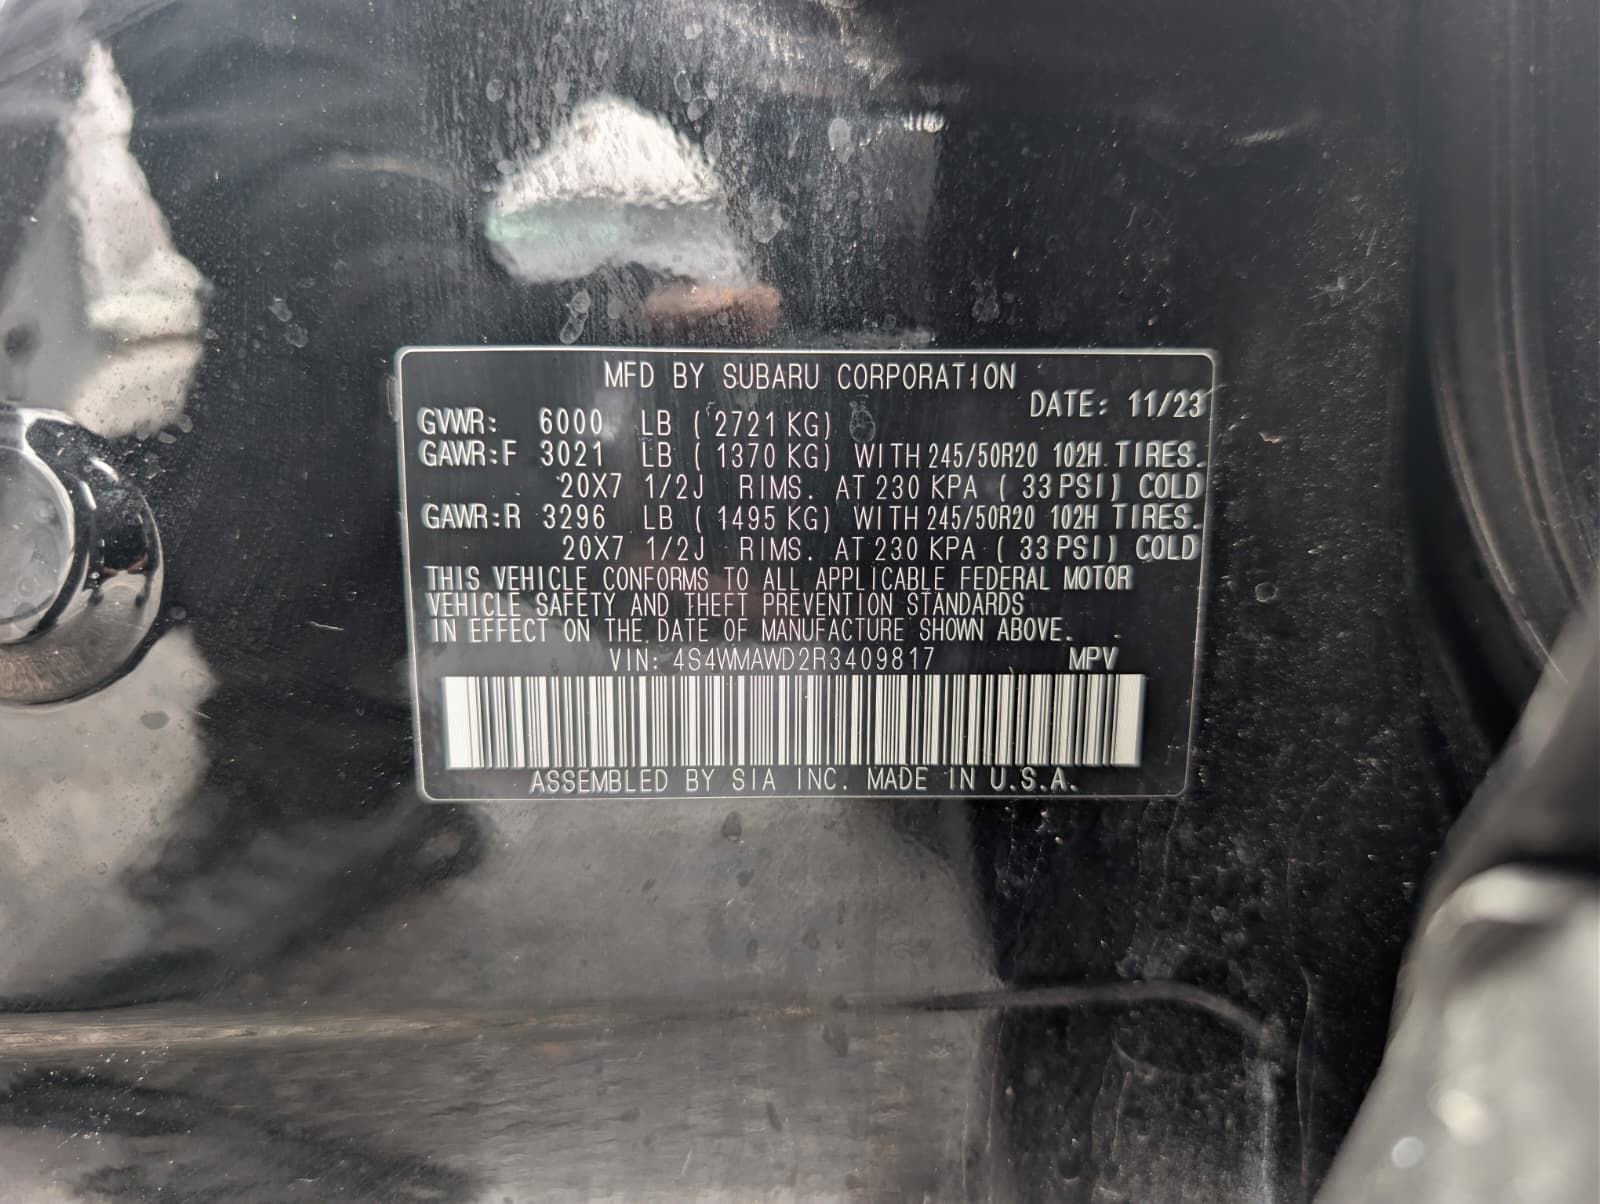 MFD BY SUBARU CORPORATION
DATE: 11/23
GVWR: 6000 LB ( 2721 KG)
GAWR:F 3021 LB ( 1370 KG) WITH 245/50R20 102H TIRES.
20X7 1/2J RIMS. AT 230 KPA ( 33 PSI) COLD
GAWR:R 3296 LB ( 1495 KG) WITH 245/50R20 102H TIRES.
20X7 1/2J RIMS. AT 230 KPA ( 33 PSI) COLD
THIS VEHICLE CONFORMS TO ALL APPLICABLE FEDERAL MOTOR
VEHICLE SAFETY AND THEFT PREVENTION STANDARDS
IN EFFECT ON THE DATE OF MANUFACTURE SHOWN ABOVE.
VIN: 4S4WMAWD2R3409817 MPV
ASSEMBLED BY SIA INC. MADE IN U.S.A.